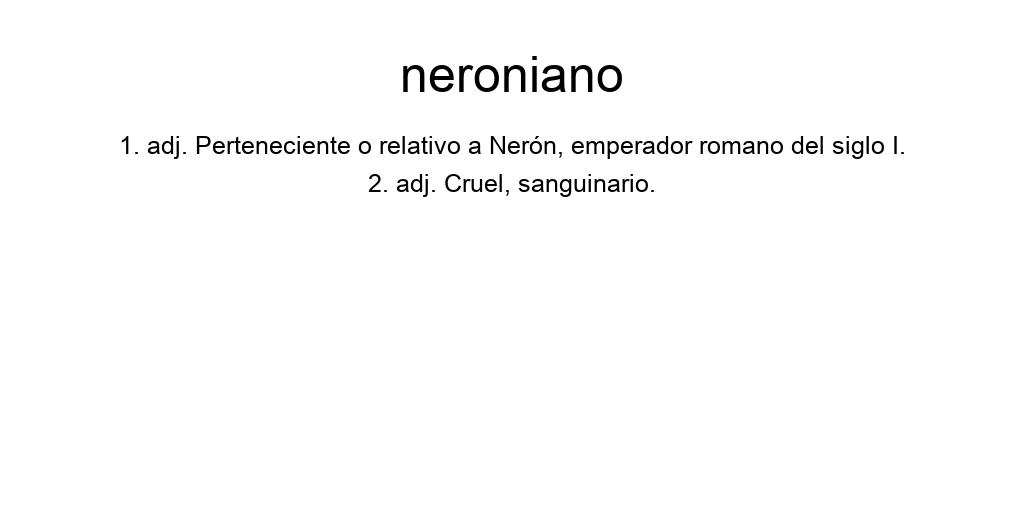 neroniano
1. adj. Perteneciente o relativo a Nerón, emperador romano del siglo I.
2. adj. Cruel, sanguinario.